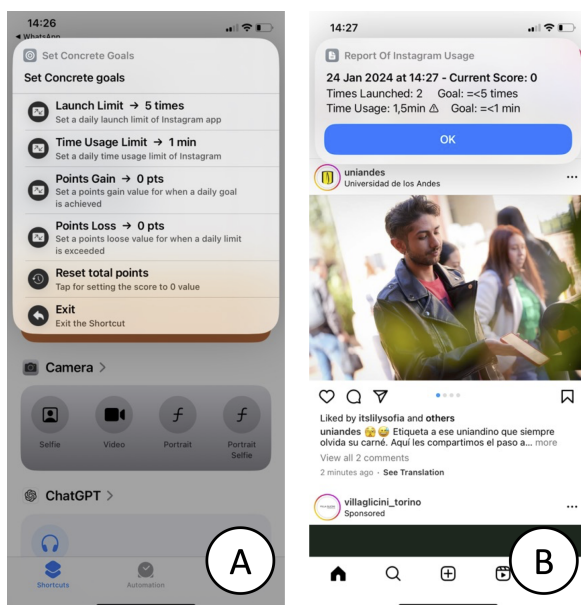 14:26
WhatsApp
Set Concrete Goals
Set Concrete goals
Launch Limit → 5 times
Set a daily launch limit of Instagram app
Time Usage Limit → 1 min
Set a daily time usage limit of Instagram
Points Gain → 0 pts
Set a points gain value for when a daily goal
is achieved
Points Loss → 0 pts
Set a points loose value for when a daily limit
is exceeded
Reset total points
Tap for setting the score to 0 value
Exit
Exit the Shortcut
Camera >
Selfie
Video
Portrait
Portrait
Selfie
ChatGPT >
Shortcuts
Automation
A
14:27
Report Of Instagram Usage
24 Jan 2024 at 14:27 - Current Score: 0
Times Launched: 2 Goal: =<5 times
Time Usage: 1,5min ⚠ Goal: =<1 min
OK
uniandes
Universidad de los Andes
Liked by itslilysofia and others
uniandes 🫣😅 Etiqueta a ese uniandino que siempre
olvida su carné. Aquí les compartimos el paso a... more
View all 2 comments
2 minutes ago · See Translation
villaglicini_torino
Sponsored
B